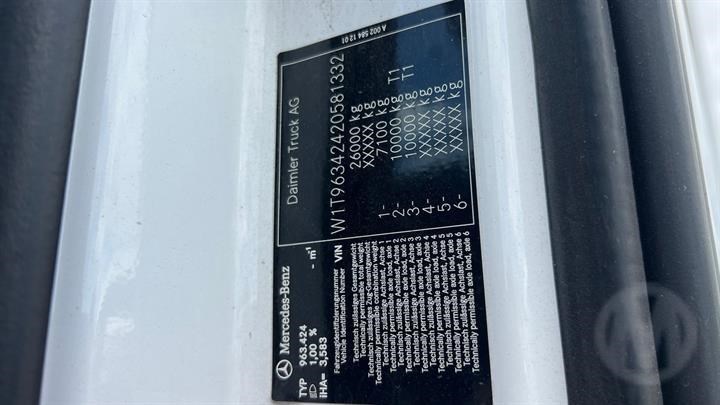 A 002 584 12 01
Mercedes-Benz Daimler Truck AG
TYP 963.424
1,00 %
iHA= 3,583 - m⁻¹
Fahrzeugidentifizierungsnummer
Vehicle Identification Number VIN W1T96342420581332
Technisch zulässiges Gesamtgewicht
Technically permissible total weight 26000 kg
Technisch zulässige Zug-Gesamtgewicht
Technically permissible combination weight XXXXX kg
Technisch zulässige Achslast, Achse 1
Technically permissible axle load, axle 1 1- 7100 kg
Technisch zulässige Achslast, Achse 2
Technically permissible axle load, axle 2 2- 10000 kg T1
Technisch zulässige Achslast, Achse 3
Technically permissible axle load, axle 3 3- 10000 kg T1
Technisch zulässige Achslast, Achse 4
Technically permissible axle load, axle 4 4- XXXXX kg
Technisch zulässige Achslast, Achse 5
Technically permissible axle load, axle 5 5- XXXXX kg
Technisch zulässige Achslast, Achse 6
Technically permissible axle load, axle 6 6- XXXXX kg
M